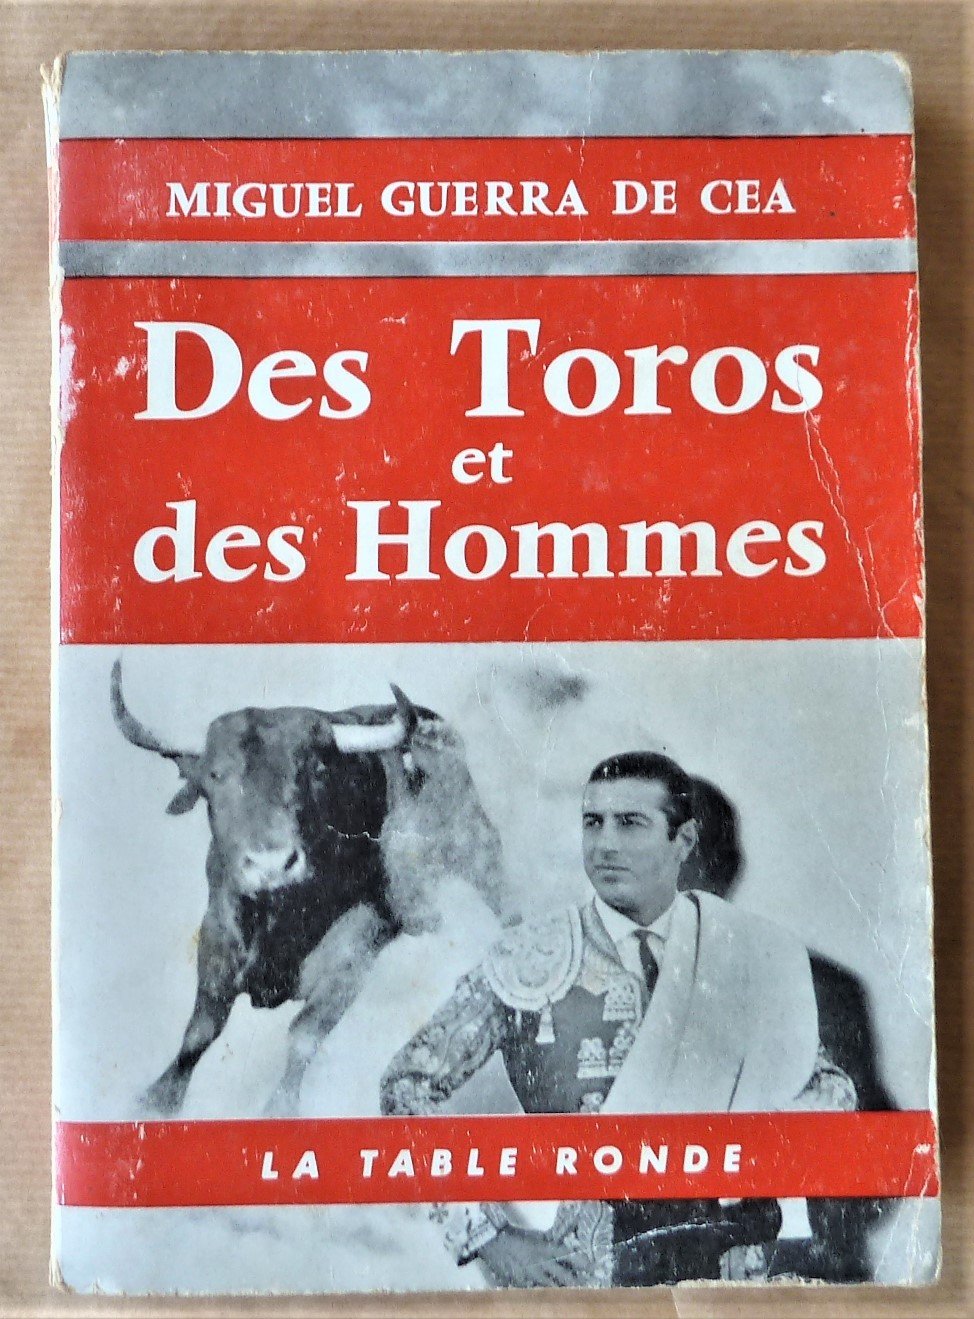 MIGUEL GUERRA DE CEA
Des Toros
et
des Hommes
LA TABLE RONDE